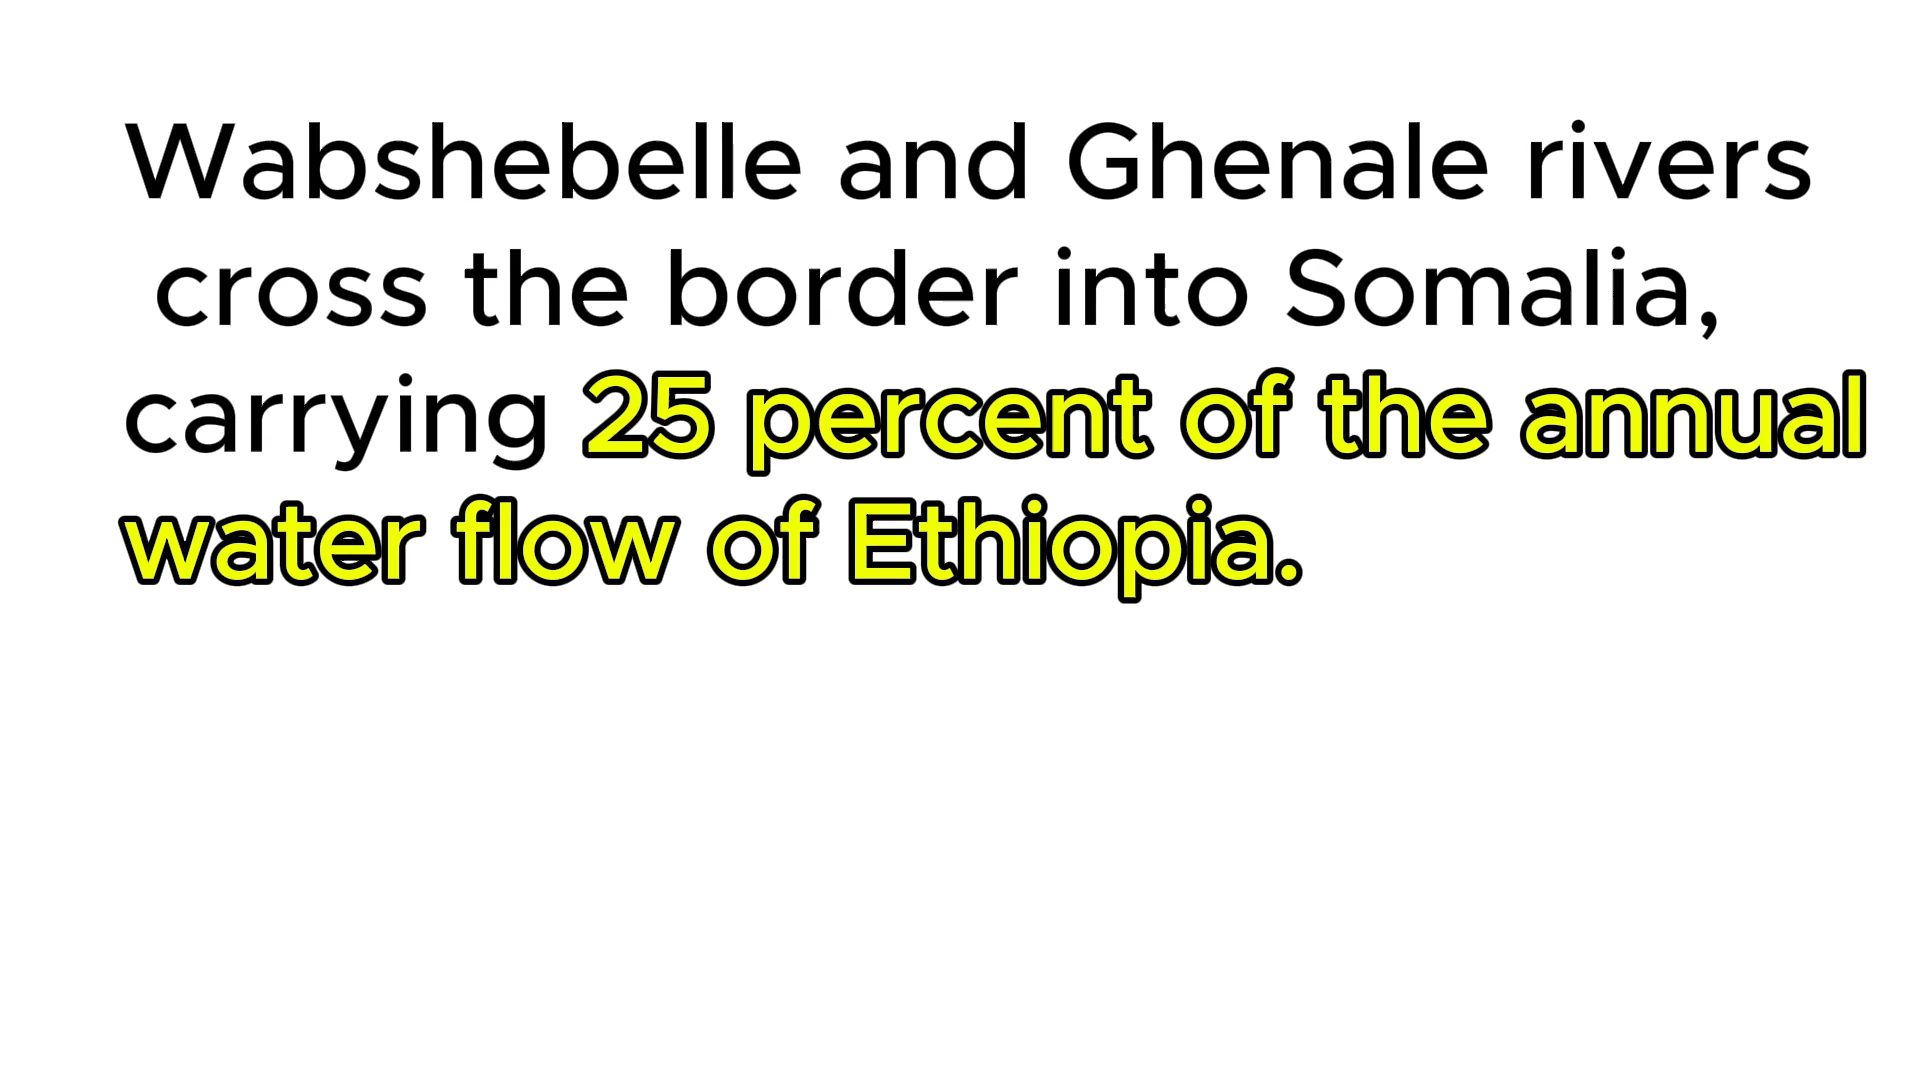 Wabshebelle and Ghenale rivers
cross the border into Somalia,
carrying 25 percent of the annual
water flow of Ethiopia.